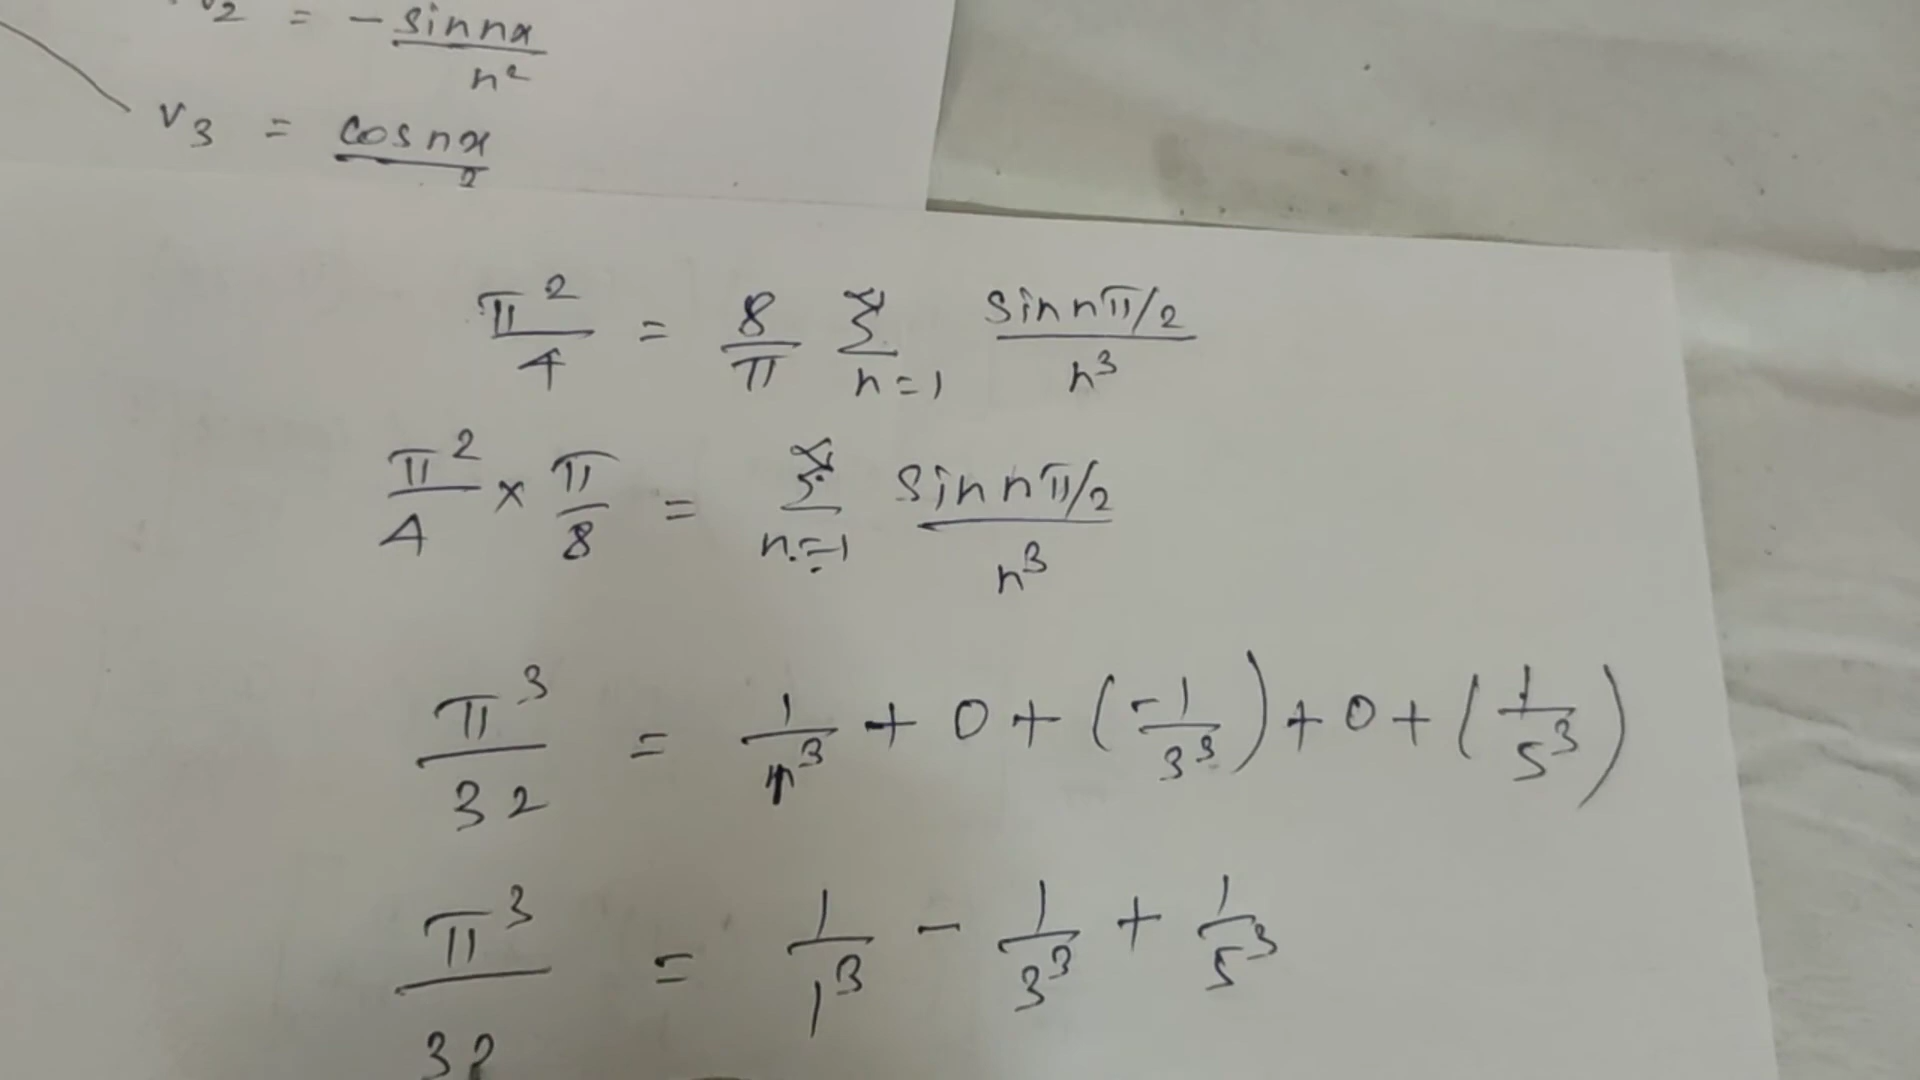 v₂ = - sin nx / n²
v₃ = cos nx / 2
π²/4 = 8/π ∑_{n=1}^{∞} sin nπ/2 / n³
π²/4 × π/8 = ∑_{n=1}^{∞} sin nπ/2 / n³
π³/32 = 1/1³ + 0 + (-1/3³) + 0 + (1/5³)
π³/32 = 1/1³ - 1/3³ + 1/5³